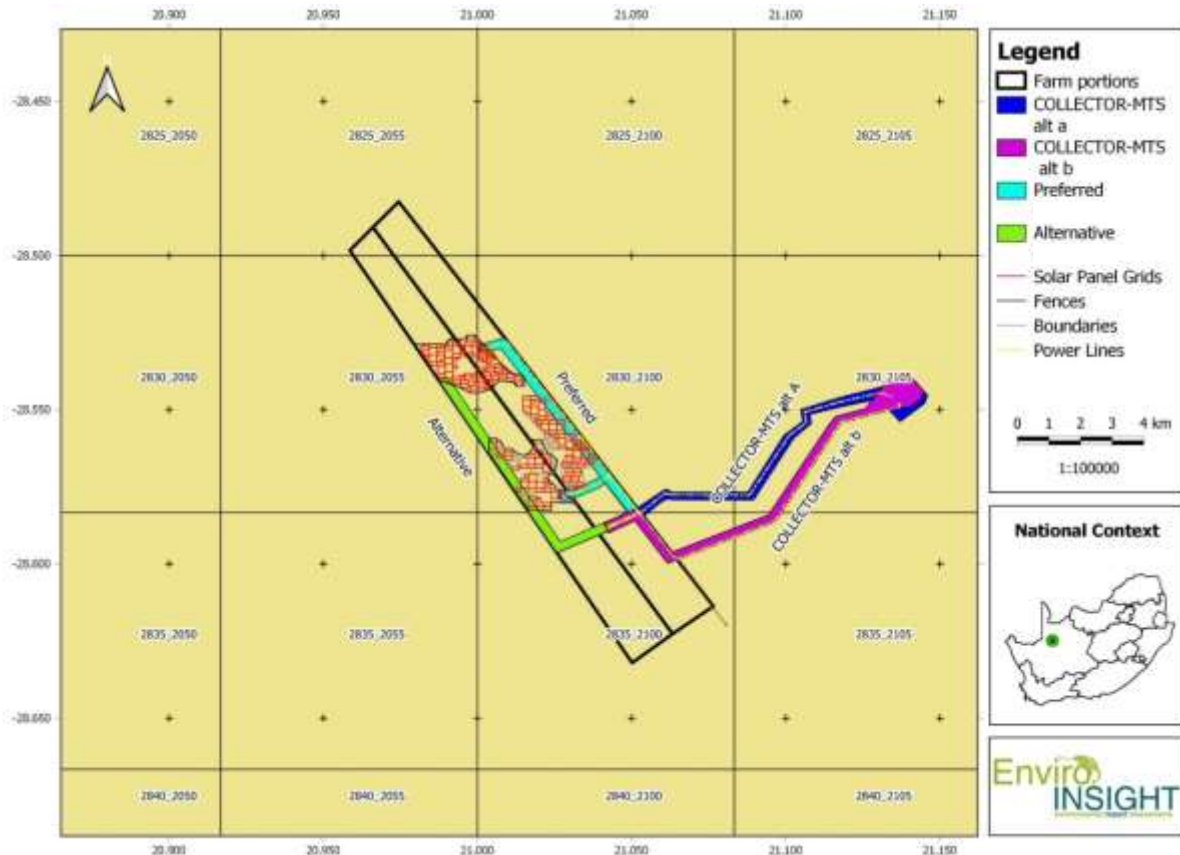 20.900 20.950 21.000 21.050 21.100 21.150
-28.450
-28.500
-28.550
-28.600
-28.650
2825_2050 2825_2055 2825_2100 2825_2105
2830_2050 2830_2055 2830_2100 2830_2105
2835_2050 2835_2055 2835_2100 2835_2105
2840_2050 2840_2055 2840_2100 2840_2105
Preferred
Alternative
COLLECTOR-MTS alt A
COLLECTOR-MTS alt b
20.900 20.950 21.000 21.050 21.100 21.150
Legend
Farm portions
COLLECTOR-MTS
alt a
COLLECTOR-MTS
alt b
Preferred
Alternative
Solar Panel Grids
Fences
Boundaries
Power Lines
0 1 2 3 4 km
1:100000
National Context
Enviro
INSIGHT